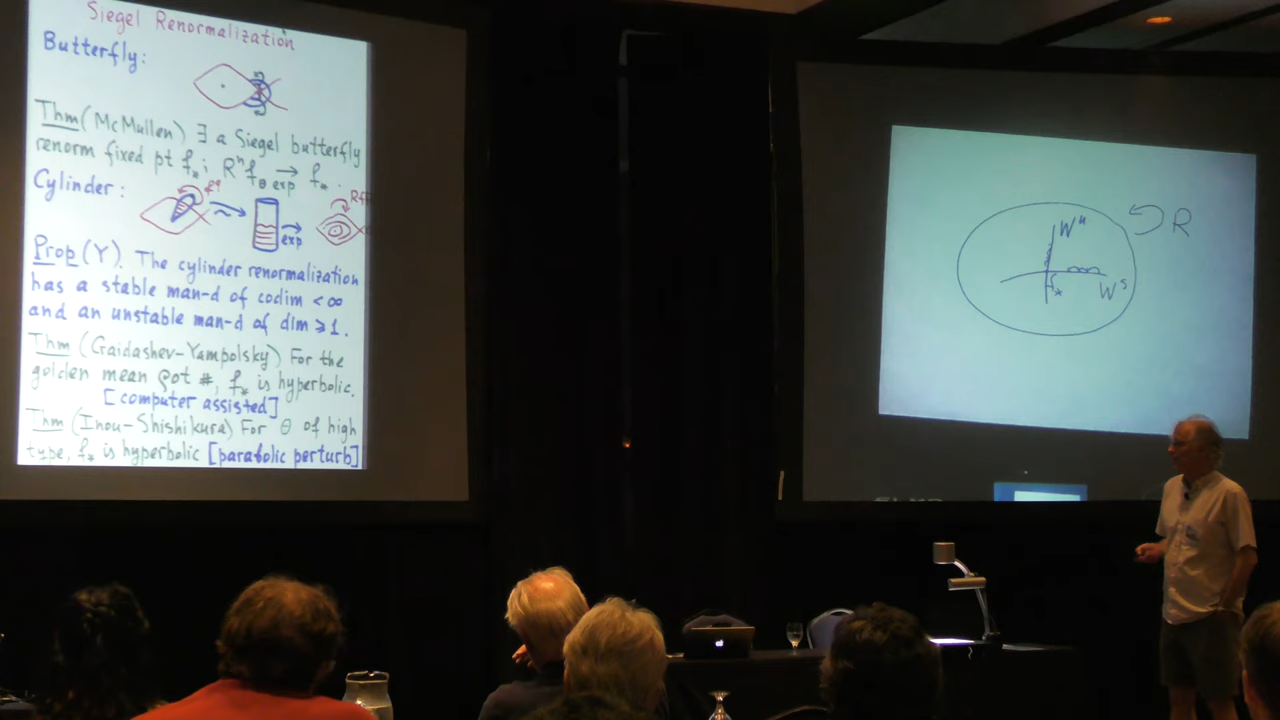 Siegel Renormalization
Butterfly:
Thm (McMullen) ∃ a Siegel butterfly
renorm fixed pt f*; Rⁿf_θ → f*.
exp
Cylinder:
exp
Prop (Y). The cylinder renormalization
has a stable man-d of codim < ∞
and an unstable man-d of dim ⩾ 1.
Thm (Gaidashev-Yampolsky) For the
golden mean rot #, f* is hyperbolic.
[computer assisted]
Thm (Inou-Shishikura) For θ of high
type, f* is hyperbolic [parabolic perturb]
R
Wᵘ
f*
Wˢ